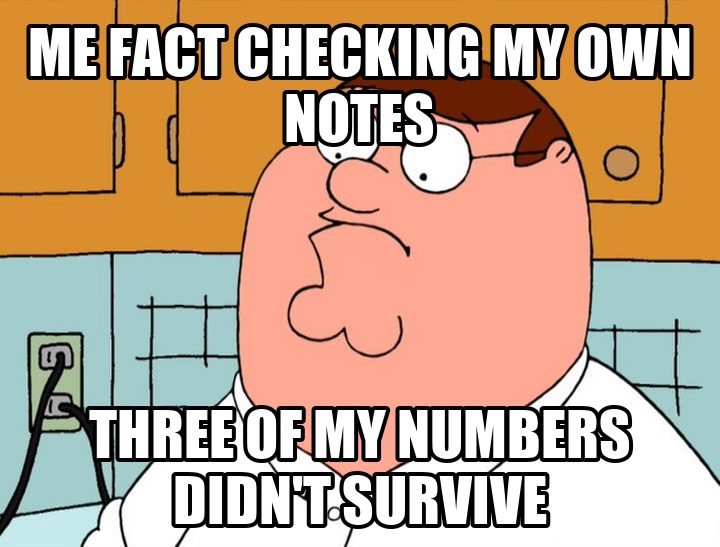 ME FACT CHECKING MY OWN
NOTES
THREE OF MY NUMBERS
DIDN'T SURVIVE